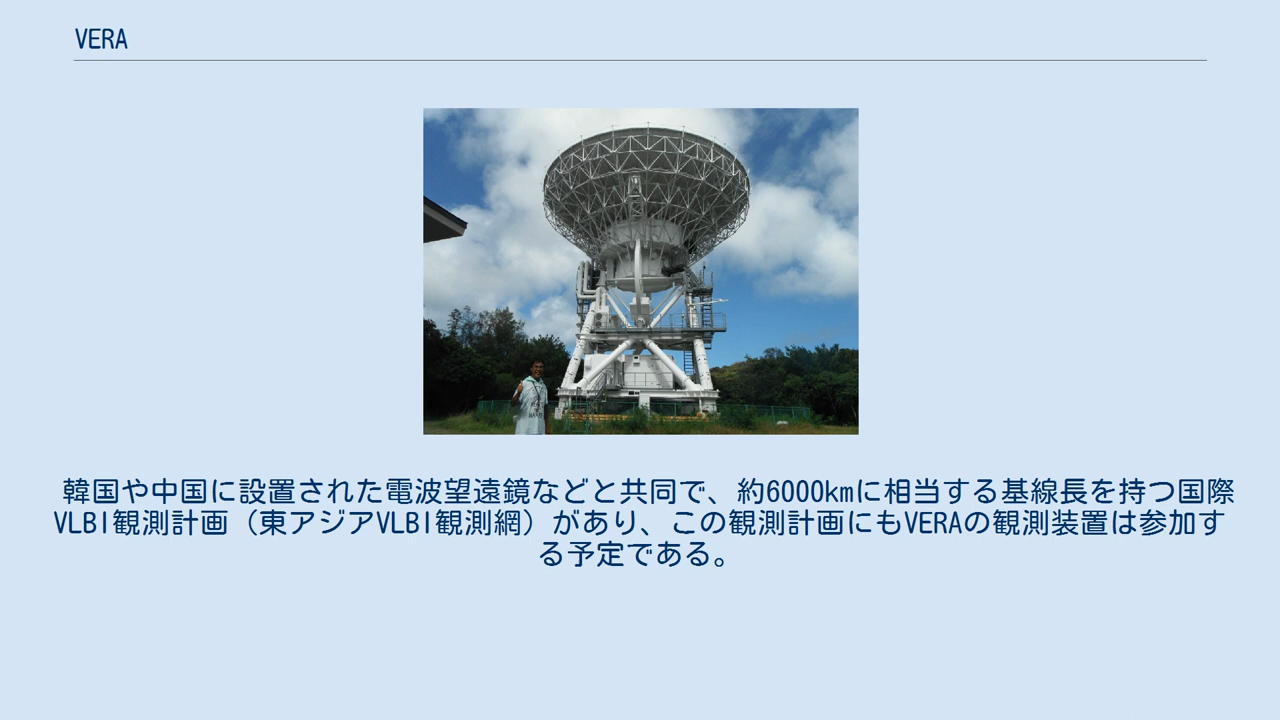 VERA
韓国や中国に設置された電波望遠鏡などと共同で、約6000kmに相当する基線長を持つ国際
VLBI観測計画（東アジアVLBI観測網）があり、この観測計画にもVERAの観測装置は参加す
る予定である。